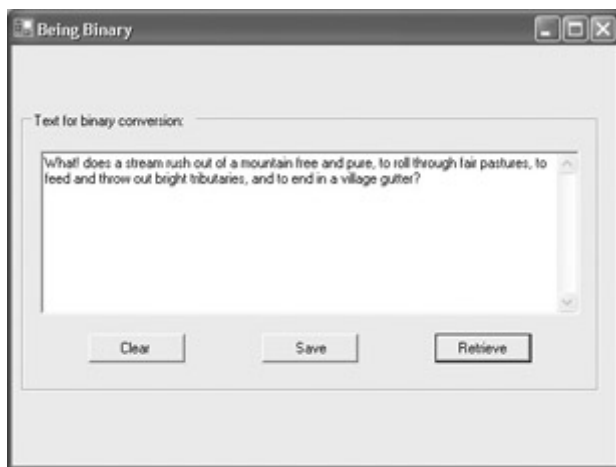 Being Binary
Text for binary conversion:
What! does a stream rush out of a mountain free and pure, to roll through fair pastures, to
feed and throw out bright tributaries, and to end in a village gutter?
Clear Save Retrieve